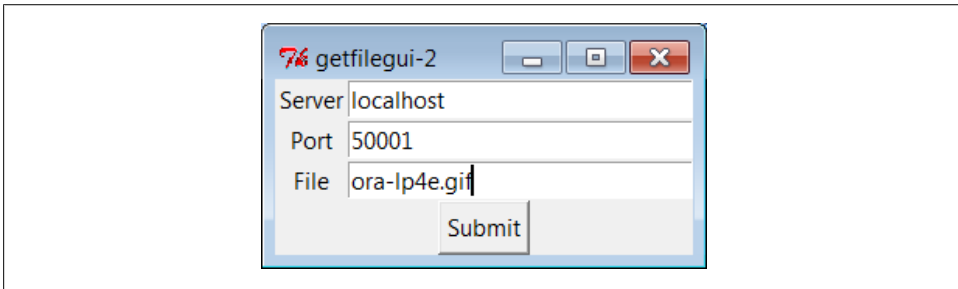 getfilegui-2
Server localhost
Port 50001
File ora-lp4e.gif
Submit